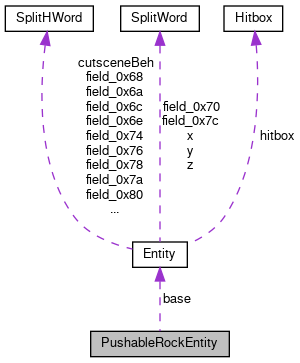 SplitHWord
SplitWord
Hitbox
cutsceneBeh
field_0x68
field_0x6a
field_0x6c
field_0x6e
field_0x74
field_0x76
field_0x78
field_0x7a
field_0x80
...
field_0x70
field_0x7c
x
y
z
hitbox
Entity
base
PushableRockEntity